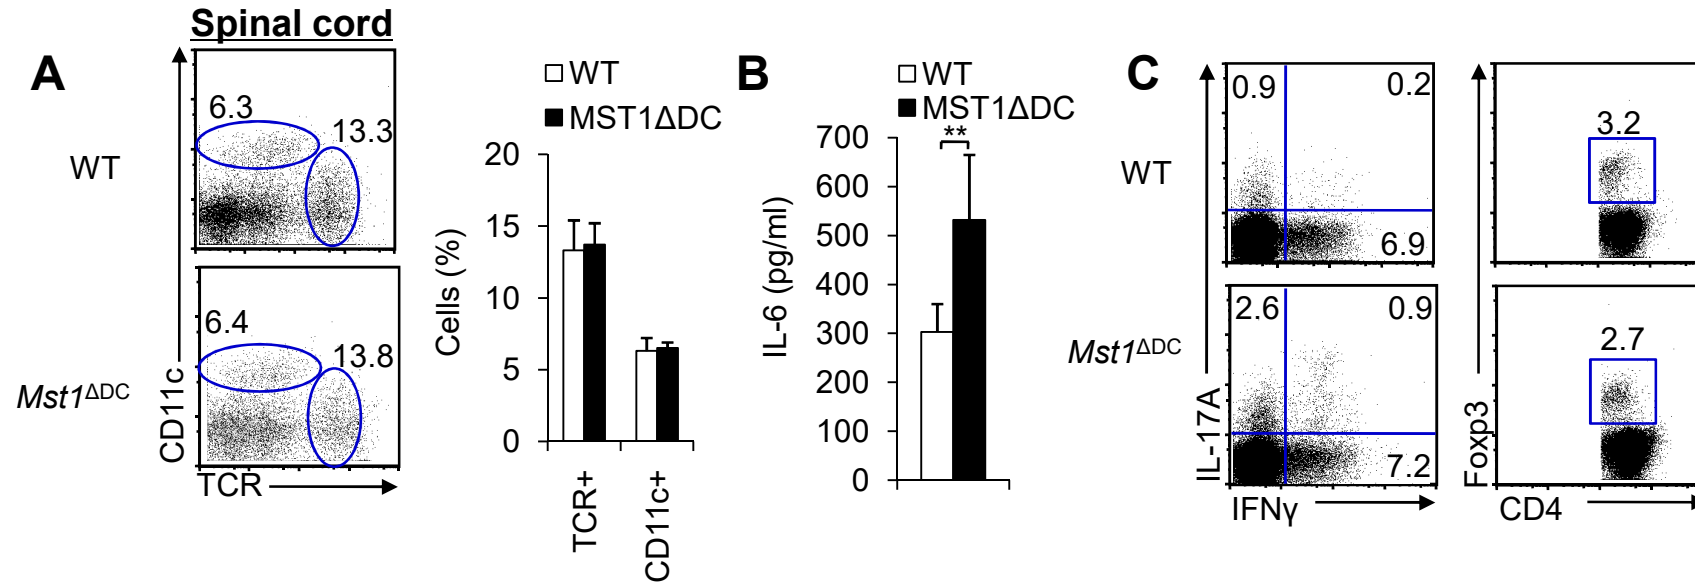 Spinal cord
A
WT
6.3
13.3
Mst1ΔDC
6.4
13.8
CD11c
TCR
WT
MST1ΔDC
Cells (%)
20
15
10
5
0
TCR+
CD11c+
B
WT
MST1ΔDC
**
IL-6 (pg/ml)
700
600
500
400
300
200
100
0
C
WT
0.9
0.2
6.9
3.2
Mst1ΔDC
2.6
0.9
7.2
2.7
IL-17A
IFNγ
Foxp3
CD4